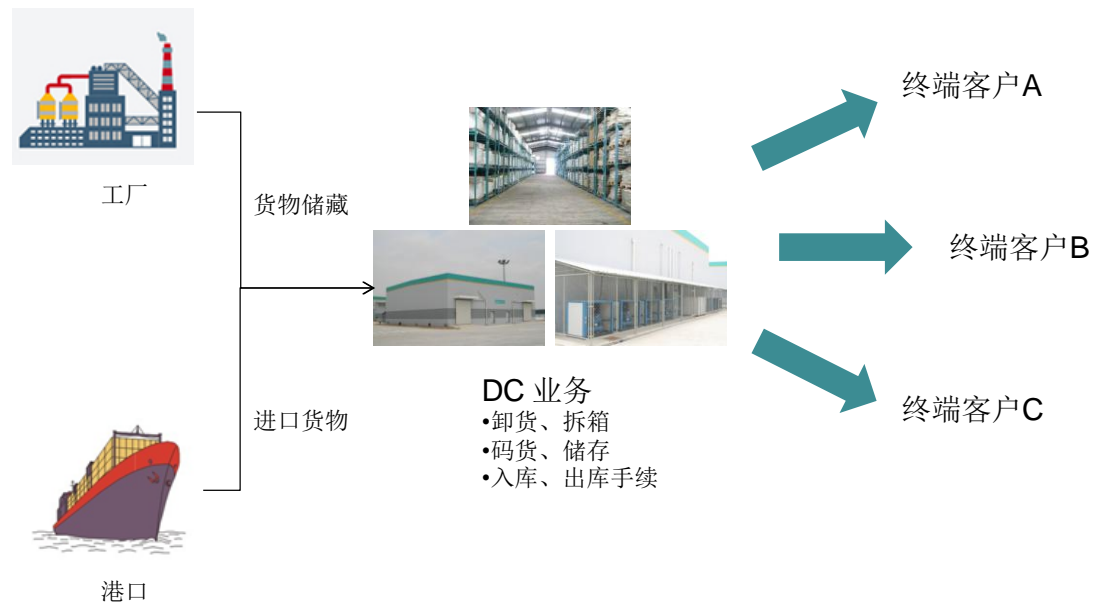 工厂
货物储藏
进口货物
港口
DC 业务
•卸货、拆箱
•码货、储存
•入库、出库手续
终端客户A
终端客户B
终端客户C